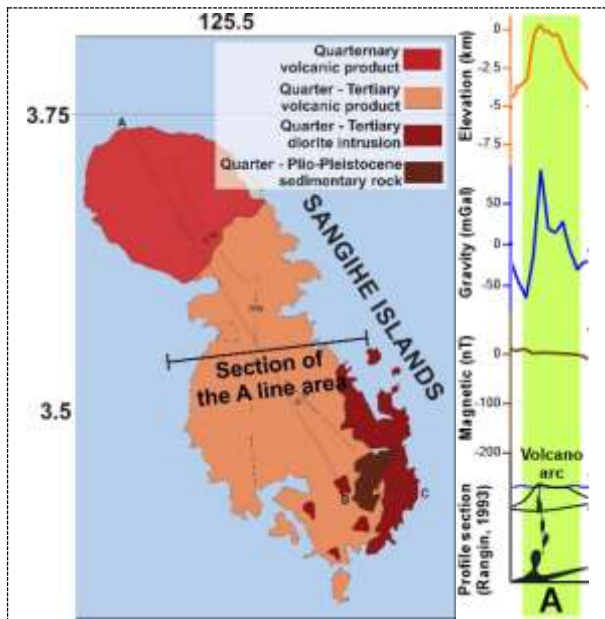 125.5
3.75
3.5
Quarternary
volcanic product
Quarter - Tertiary
volcanic product
Quarter - Tertiary
diorite intrusion
Quarter - Plio-Pleistocene
sedimentary rock
A
SANGIHE ISLANDS
Section of
the A line area
B
C
Elevation (km)
0
-2.5
-5
-7.5
Gravity (mGal)
50
0
-50
Magnetic (nT)
0
-100
-200
Volcano
arc
Profile section
(Rangin, 1993)
A